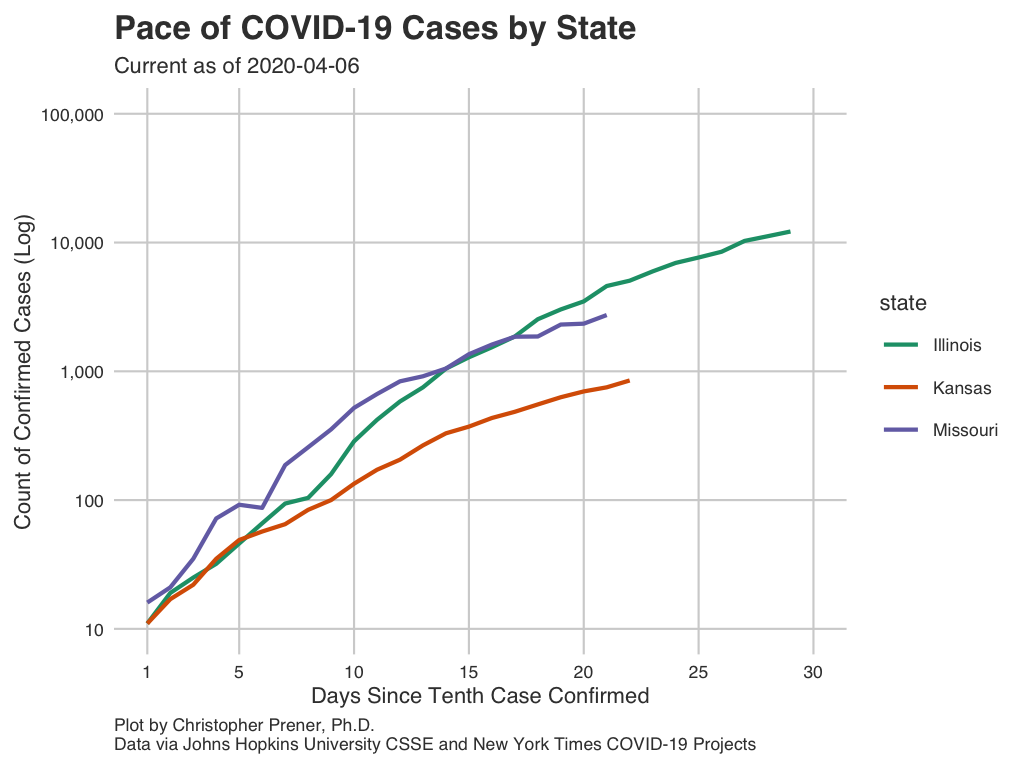 Pace of COVID-19 Cases by State
Current as of 2020-04-06
Count of Confirmed Cases (Log)
100,000
10,000
1,000
100
10
1 5 10 15 20 25 30
Days Since Tenth Case Confirmed
state
Illinois
Kansas
Missouri
Plot by Christopher Prener, Ph.D.
Data via Johns Hopkins University CSSE and New York Times COVID-19 Projects